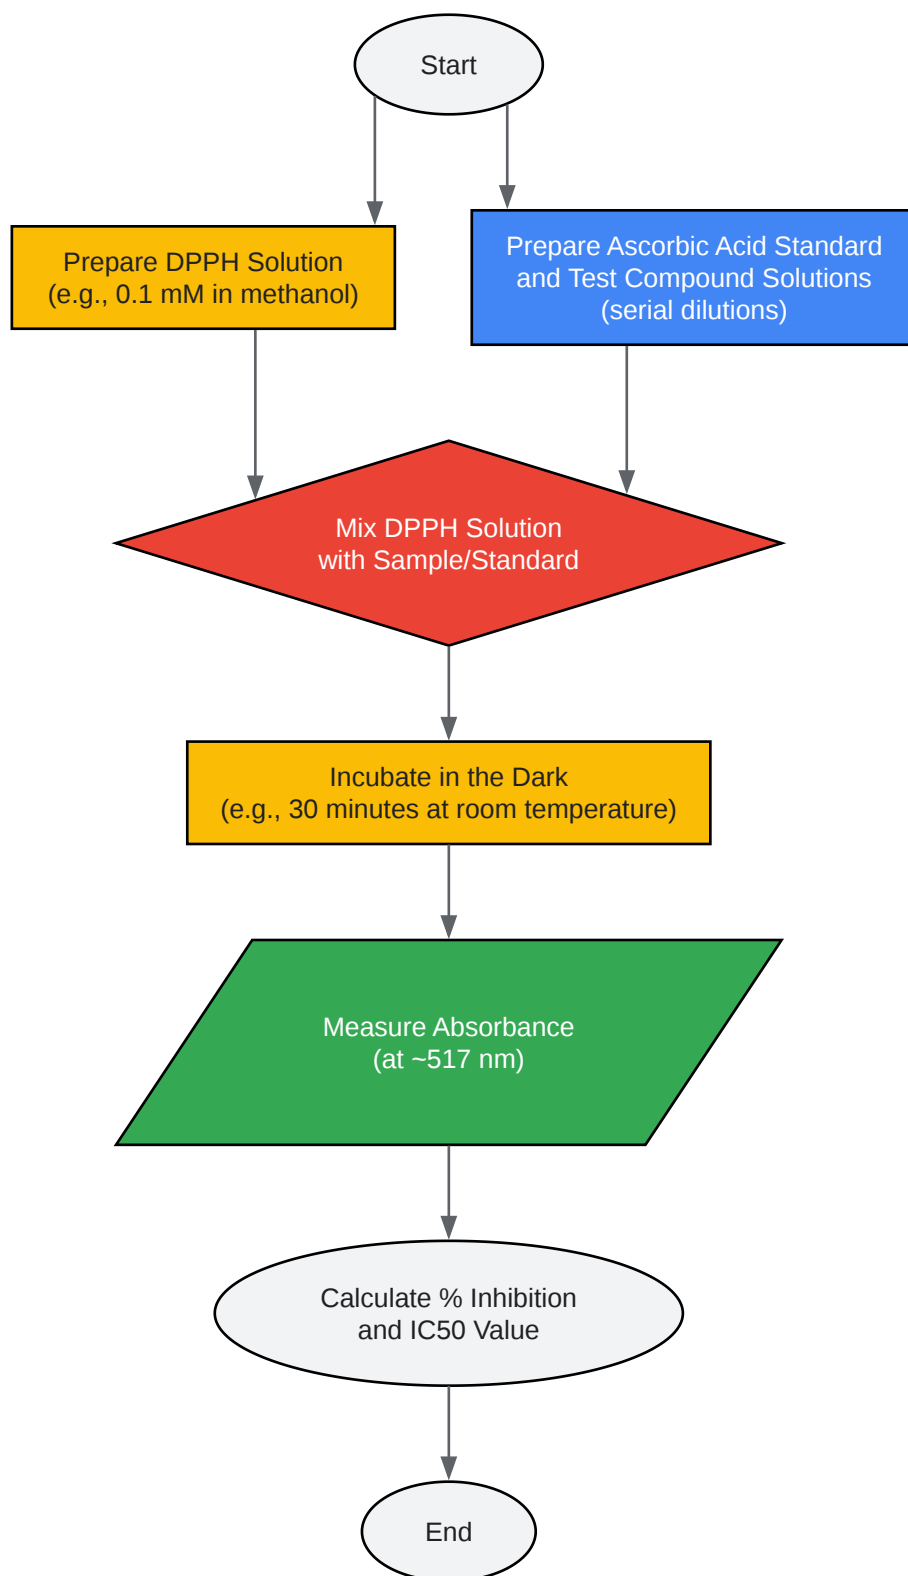 Start
Prepare DPPH Solution
(e.g., 0.1 mM in methanol)
Prepare Ascorbic Acid Standard
and Test Compound Solutions
(serial dilutions)
Mix DPPH Solution
with Sample/Standard
Incubate in the Dark
(e.g., 30 minutes at room temperature)
Measure Absorbance
(at ~517 nm)
Calculate % Inhibition
and IC50 Value
End